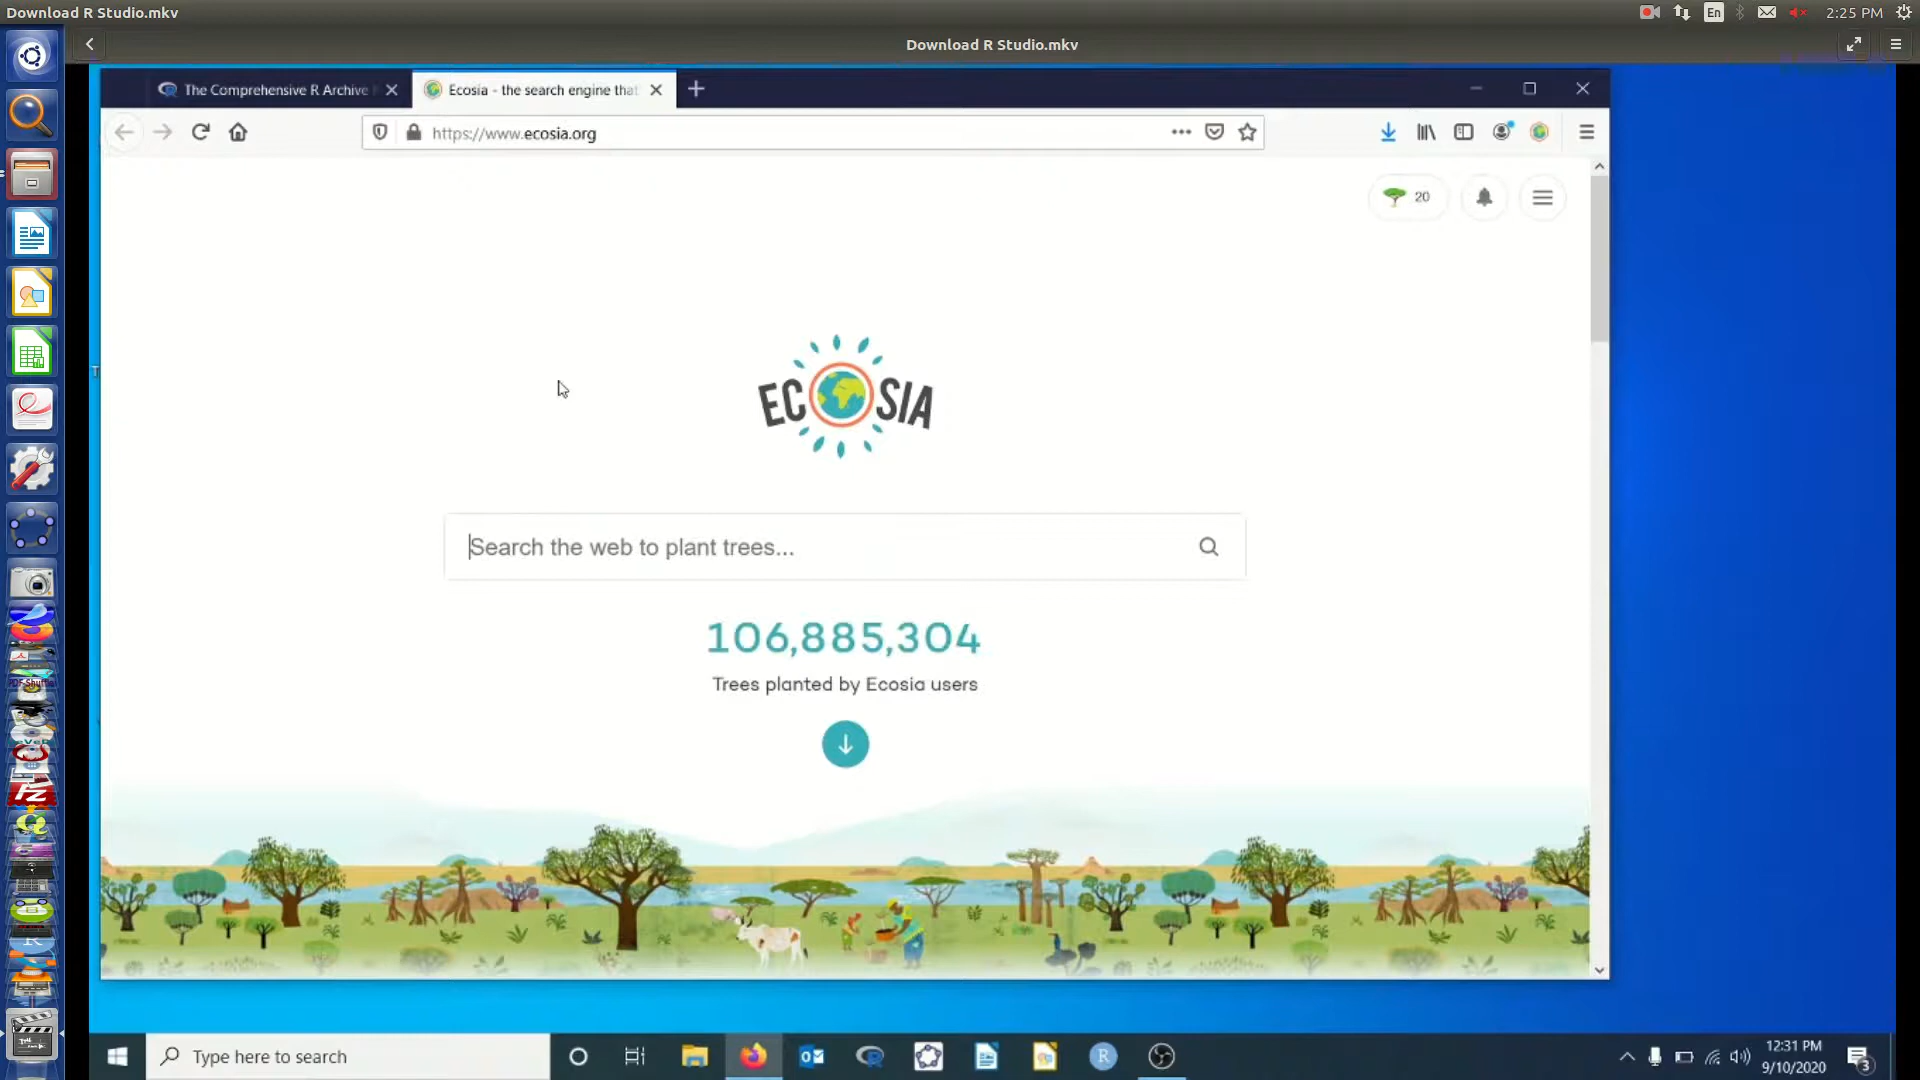 Download R Studio.mkv
En
2:25 PM
Download R Studio.mkv
The Comprehensive R Archive
Ecosia - the search engine that
https://www.ecosia.org
20
ECOSIA
Search the web to plant trees...
106,885,304
Trees planted by Ecosia users
Type here to search
R
12:31 PM
9/10/2020
3